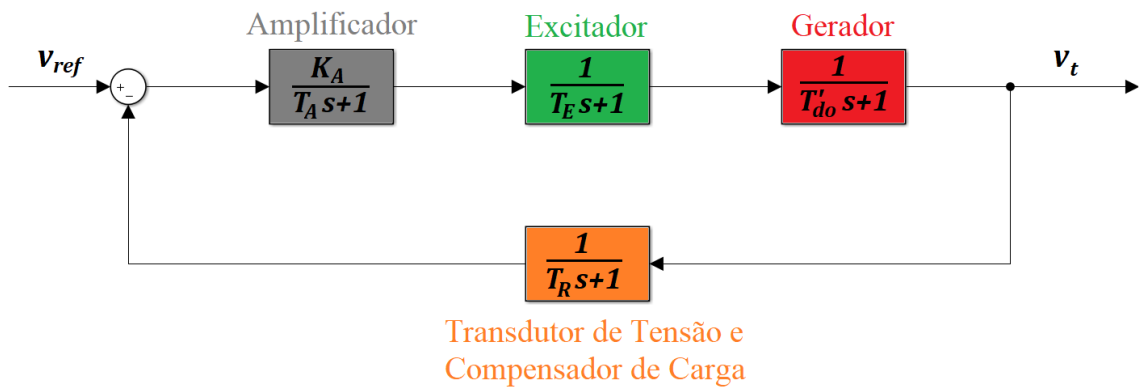 Amplificador
Excitador
Gerador
v_ref
+
−
K_A
T_A s+1
1
T_E s+1
1
T'_do s+1
v_t
1
T_R s+1
Transdutor de Tensão e
Compensador de Carga